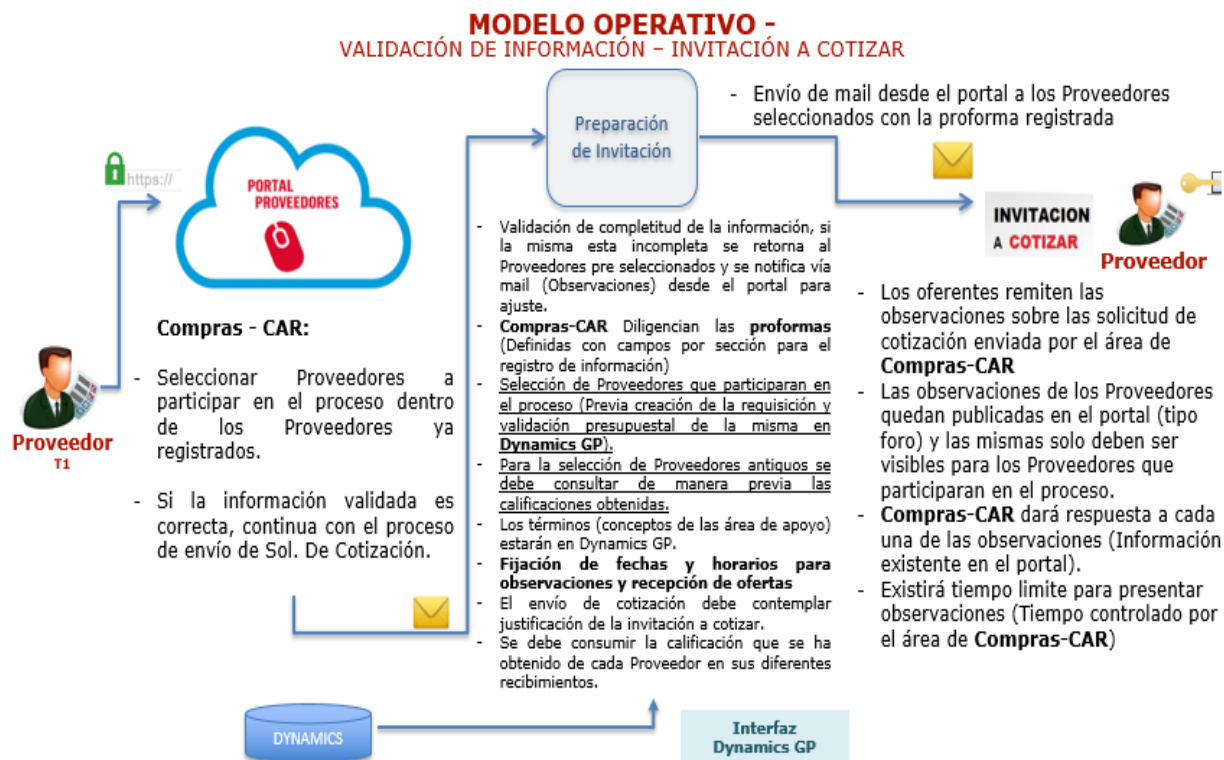 MODELO OPERATIVO -
VALIDACIÓN DE INFORMACIÓN – INVITACIÓN A COTIZAR
https://
PORTAL
PROVEEDORES
Proveedor
T1
Compras - CAR:
- Seleccionar Proveedores a
participar en el proceso dentro
de los Proveedores ya
registrados.
- Si la información validada es
correcta, continua con el proceso
de envío de Sol. De Cotización.
Preparación
de Invitación
- Validación de completitud de la información, si
la misma esta incompleta se retorna al
Proveedores pre seleccionados y se notifica vía
mail (Observaciones) desde el portal para
ajuste.
- Compras-CAR Diligencian las proformas
(Definidas con campos por sección para el
registro de información)
- Selección de Proveedores que participaran en
el proceso (Previa creación de la requisición y
validación presupuestal de la misma en
Dynamics GP).
- Para la selección de Proveedores antiguos se
debe consultar de manera previa las
calificaciones obtenidas.
- Los términos (conceptos de las área de apoyo)
estarán en Dynamics GP.
- Fijación de fechas y horarios para
observaciones y recepción de ofertas
- El envío de cotización debe contemplar
justificación de la invitación a cotizar.
- Se debe consumir la calificación que se ha
obtenido de cada Proveedor en sus diferentes
recibimientos.
- Envío de mail desde el portal a los Proveedores
seleccionados con la proforma registrada
INVITACION
A COTIZAR
Proveedor
- Los oferentes remiten las
observaciones sobre las solicitud de
cotización enviada por el área de
Compras-CAR
- Las observaciones de los Proveedores
quedan publicadas en el portal (tipo
foro) y las mismas solo deben ser
visibles para los Proveedores que
participaran en el proceso.
- Compras-CAR dará respuesta a cada
una de las observaciones (Información
existente en el portal).
- Existirá tiempo limite para presentar
observaciones (Tiempo controlado por
el área de Compras-CAR)
DYNAMICS
Interfaz
Dynamics GP